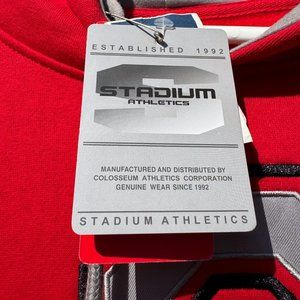 ESTABLISHED 1992
STADIUM
ATHLETICS
MANUFACTURED AND DISTRIBUTED BY
COLOSSEUM ATHLETICS CORPORATION
GENUINE WEAR SINCE 1992
STADIUM ATHLETICS